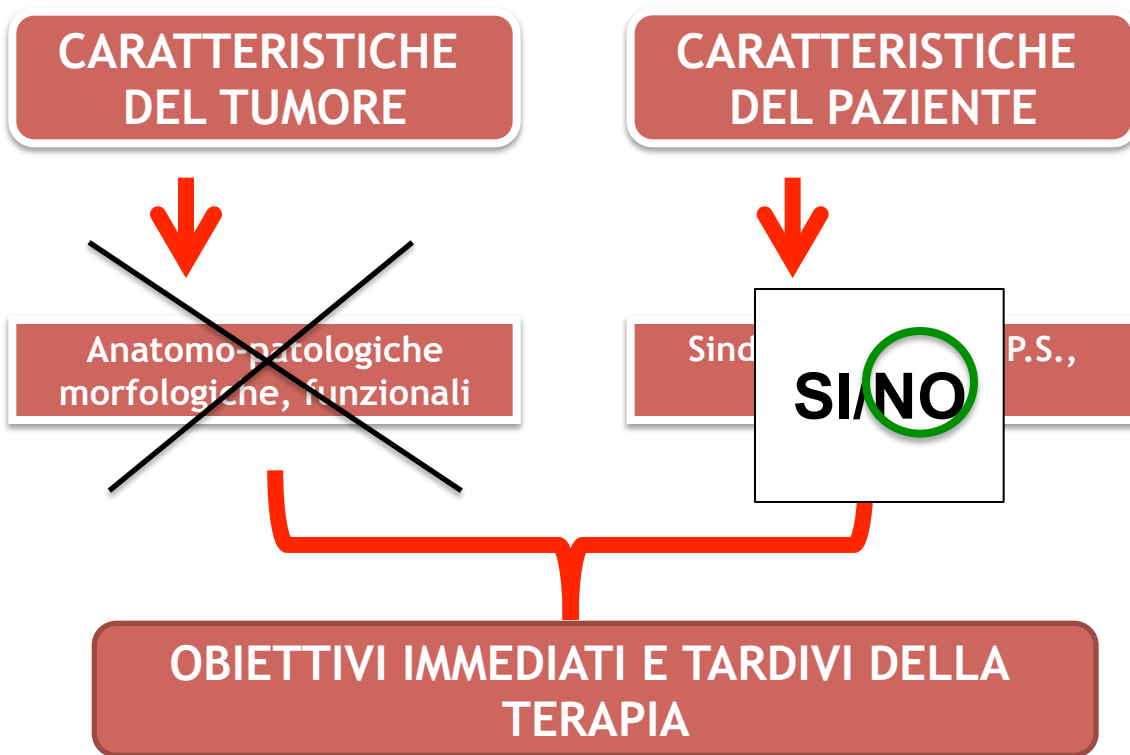 CARATTERISTICHE
DEL TUMORE
CARATTERISTICHE
DEL PAZIENTE
Anatomo-patologiche
morfologiche, funzionali
Sind P.S.,
SI/NO
OBIETTIVI IMMEDIATI E TARDIVI DELLA
TERAPIA